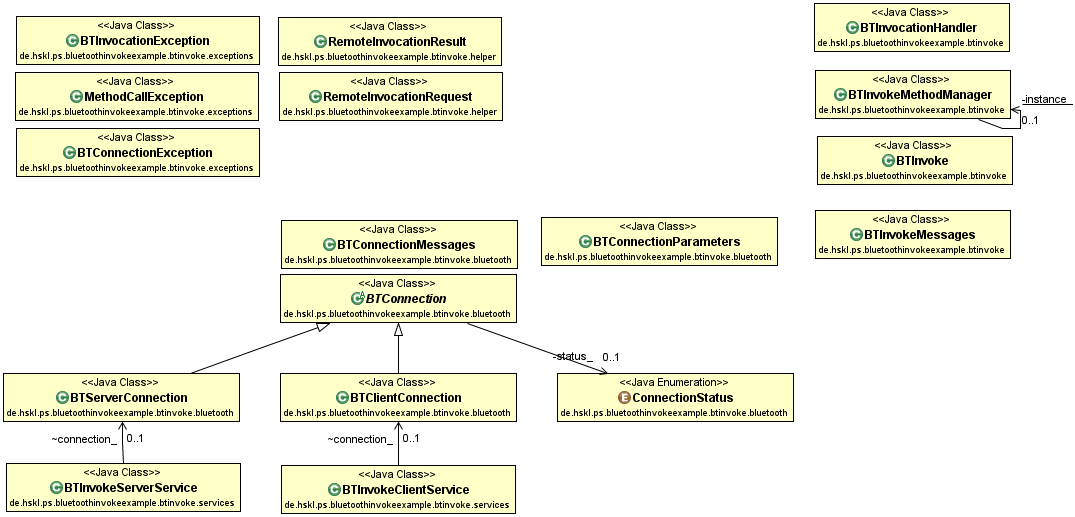 <<Java Class>>
BTInvocationException
de.hskl.ps.bluetoothinvokeexample.btinvoke.exceptions
<<Java Class>>
RemoteInvocationResult
de.hskl.ps.bluetoothinvokeexample.btinvoke.helper
<<Java Class>>
BTInvocationHandler
de.hskl.ps.bluetoothinvokeexample.btinvoke
<<Java Class>>
MethodCallException
de.hskl.ps.bluetoothinvokeexample.btinvoke.exceptions
<<Java Class>>
RemoteInvocationRequest
de.hskl.ps.bluetoothinvokeexample.btinvoke.helper
<<Java Class>>
BTInvokeMethodManager
de.hskl.ps.bluetoothinvokeexample.btinvoke
-instance
0..1
<<Java Class>>
BTConnectionException
de.hskl.ps.bluetoothinvokeexample.btinvoke.exceptions
<<Java Class>>
BTInvoke
de.hskl.ps.bluetoothinvokeexample.btinvoke
<<Java Class>>
BTConnectionMessages
de.hskl.ps.bluetoothinvokeexample.btinvoke.bluetooth
<<Java Class>>
BTConnectionParameters
de.hskl.ps.bluetoothinvokeexample.btinvoke.bluetooth
<<Java Class>>
BTInvokeMessages
de.hskl.ps.bluetoothinvokeexample.btinvoke
<<Java Class>>
BTConnection
de.hskl.ps.bluetoothinvokeexample.btinvoke.bluetooth
-status_ 0..1
<<Java Class>>
BTServerConnection
de.hskl.ps.bluetoothinvokeexample.btinvoke.bluetooth
<<Java Class>>
BTClientConnection
de.hskl.ps.bluetoothinvokeexample.btinvoke.bluetooth
<<Java Enumeration>>
ConnectionStatus
de.hskl.ps.bluetoothinvokeexample.btinvoke.bluetooth
~connection_ 0..1
~connection_ 0..1
<<Java Class>>
BTInvokeServerService
de.hskl.ps.bluetoothinvokeexample.btinvoke.services
<<Java Class>>
BTInvokeClientService
de.hskl.ps.bluetoothinvokeexample.btinvoke.services